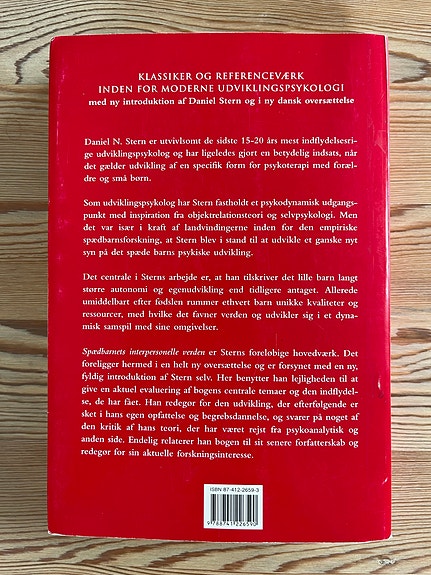 KLASSIKER OG REFERENCEVÆRK
INDEN FOR MODERNE UDVIKLINGSPSYKOLOGI
med ny introduktion af Daniel Stern og i ny dansk oversættelse
Daniel N. Stern er utvivlsomt de sidste 15-20 års mest indflydelsesri-
ge udviklingspsykolog og har ligeledes gjort en betydelig indsats, når
det gælder udvikling af en specifik form for psykoterapi med foræl-
dre og små børn.
Som udviklingspsykolog har Stern fastholdt et psykodynamisk udgangs-
punkt med inspiration fra objektrelationsteori og selvpsykologi. Men
det var især i kraft af landvindingerne inden for den empiriske
spædbarnsforskning, at Stern blev i stand til at udvikle et ganske nyt
syn på det spæde barns psykiske udvikling.
Det centrale i Sterns arbejde er, at han tilskriver det lille barn langt
større autonomi og egenudvikling end tidligere antaget. Allerede
umiddelbart efter fødslen rummer ethvert barn unikke kvaliteter og
ressourcer, med hvilke det favner verden og udvikler sig i et dyna-
misk samspil med sine omgivelser.
Spædbarnets interpersonelle verden er Sterns foreløbige hovedværk. Det
foreligger hermed i en helt ny oversættelse og er forsynet med en ny,
fyldig introduktion af Stern selv. Her benytter han lejligheden til at
give en aktuel evaluering af bogens centrale temaer og den indflydel-
se, de har fået. Han redegør for den udvikling, der efterfølgende er
sket i hans egen opfattelse og begrebsdannelse, og svarer på noget af
den kritik af hans teori, der har været rejst fra psykoanalytisk og
anden side. Endelig relaterer han bogen til sit senere forfatterskab og
redegør for sin aktuelle forskningsinteresse.
ISBN 87-412-2659-3
9 788741 226590